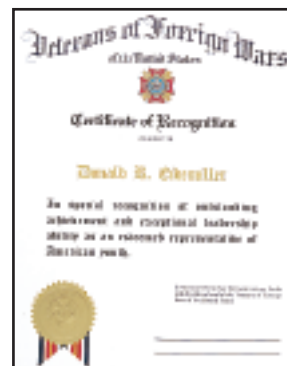 Veterans of Foreign Wars
of the United States
Certificate of Recognition
Donald R.
In special recognition of outstanding
achievement and exceptional leadership
ability as an esteemed representative of
American youth.